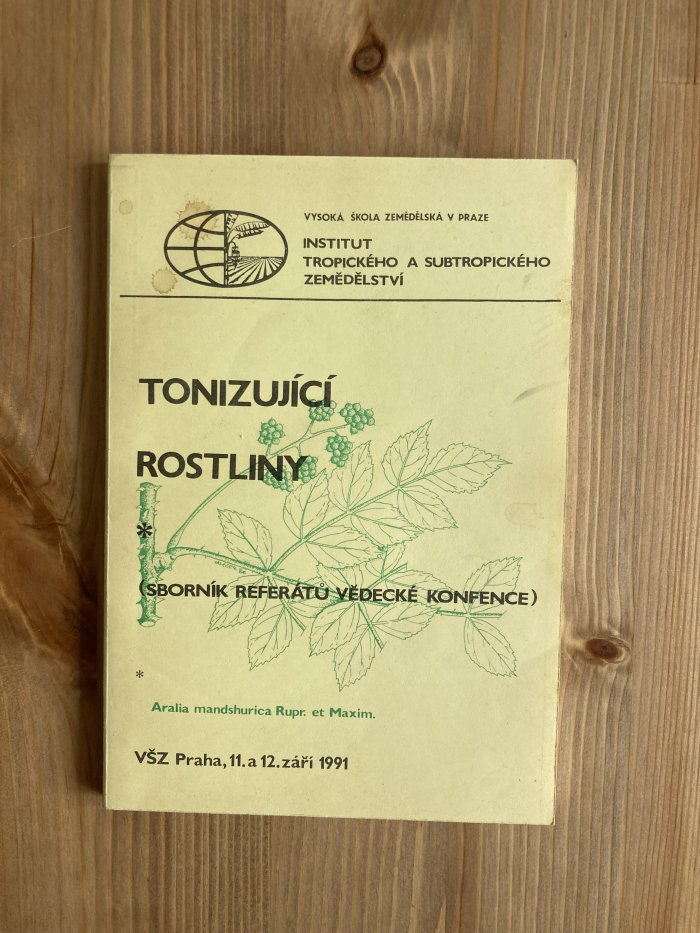 VYSOKÁ ŠKOLA ZEMĚDĚLSKÁ V PRAZE
INSTITUT
TROPICKÉHO A SUBTROPICKÉHO
ZEMĚDĚLSTVÍ
TONIZUJÍCÍ
ROSTLINY
*
(SBORNÍK REFERÁTŮ VĚDECKÉ KONFENCE)
*
Aralia mandshurica Rupr. et Maxim.
VŠZ Praha, 11. a 12. září 1991